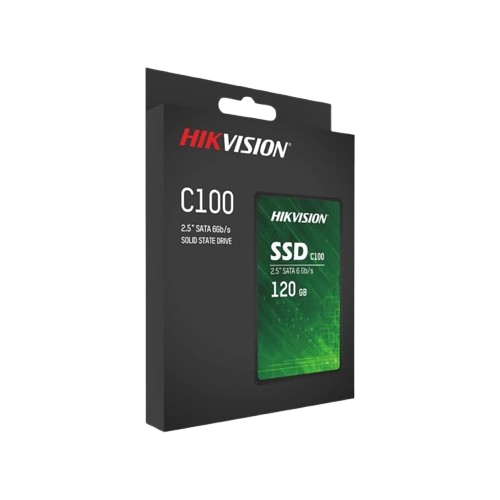 HIKVISION
C100
2.5" SATA 6Gb/s
SOLID STATE DRIVE
HIKVISION
SSD C100
2.5" SATA 6 Gb/s
120 GB